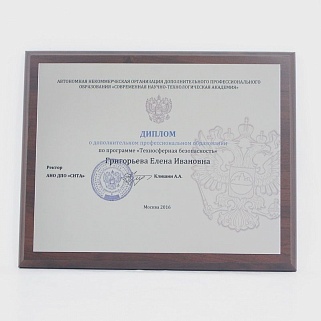 АВТОНОМНАЯ НЕКОММЕРЧЕСКАЯ ОРГАНИЗАЦИЯ ДОПОЛНИТЕЛЬНОГО ПРОФЕССИОНАЛЬНОГО
ОБРАЗОВАНИЯ «СОВРЕМЕННАЯ НАУЧНО-ТЕХНОЛОГИЧЕСКАЯ АКАДЕМИЯ»
ДИПЛОМ
о дополнительном профессиональном образовании
по программе «Техносферная безопасность»
Григорьева Елена Ивановна
Ректор
АНО ДПО «СНТА»
Клюшин А.А.
Москва 2016